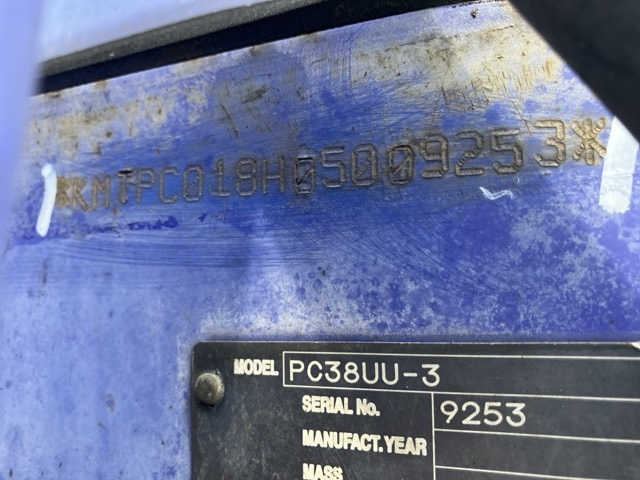 *KMTPC018H05009253*
MODEL PC38UU-3
SERIAL No. 9253
MANUFACT.YEAR
MASS